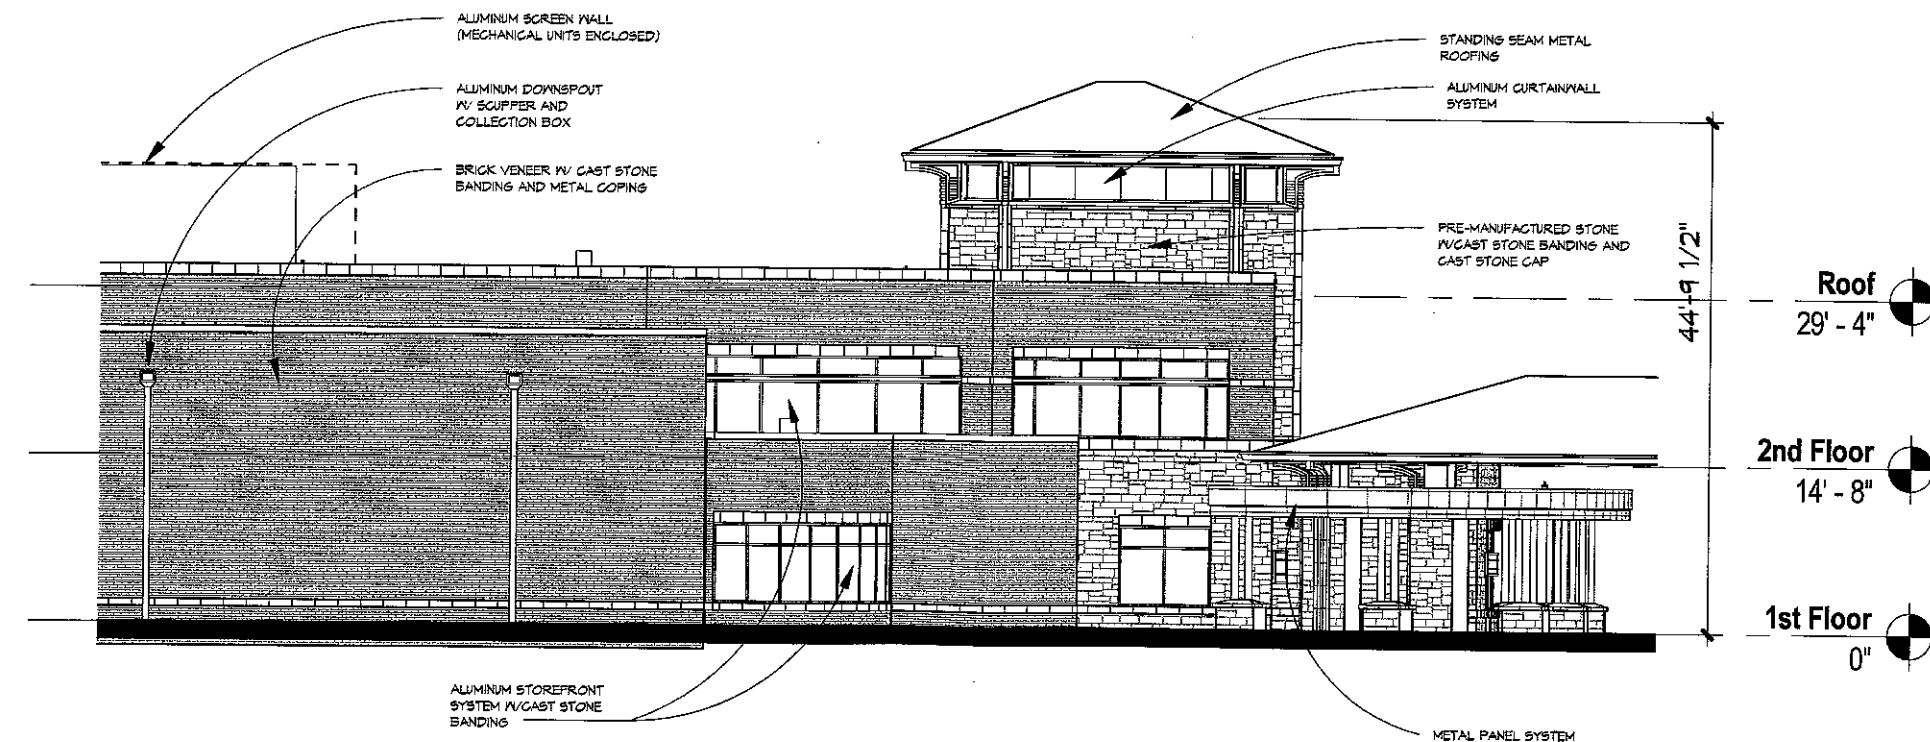 ALUMINUM SCREEN WALL
(MECHANICAL UNITS ENCLOSED)
ALUMINUM DOWNSPOUT
W/ SCUPPER AND
COLLECTION BOX
BRICK VENEER W/ CAST STONE
BANDING AND METAL COPING
STANDING SEAM METAL
ROOFING
ALUMINUM CURTAINWALL
SYSTEM
PRE-MANUFACTURED STONE
W/CAST STONE BANDING AND
CAST STONE CAP
44'-9 1/2"
Roof
29' - 4"
2nd Floor
14' - 8"
1st Floor
0"
ALUMINUM STOREFRONT
SYSTEM W/CAST STONE
BANDING
METAL PANEL SYSTEM